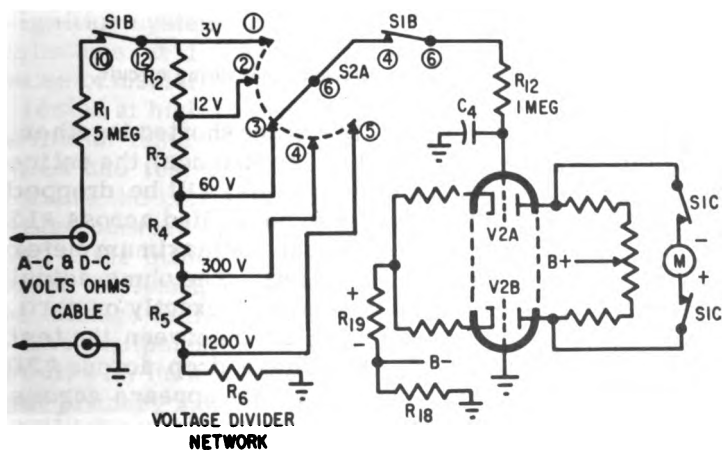 S1B
3V
①
⑩
⑫
②
R2
12 V
⑥
S2A
S1B
④
⑥
R12
1 MEG
C4
R1
5 MEG
③
④
⑤
R3
60 V
R4
300 V
R5
1200 V
R6
A-C & D-C
VOLTS OHMS
CABLE
VOLTAGE DIVIDER
NETWORK
V2A
V2B
B+
S1C
+
M
+
S1C
+
R19
-
B-
R18